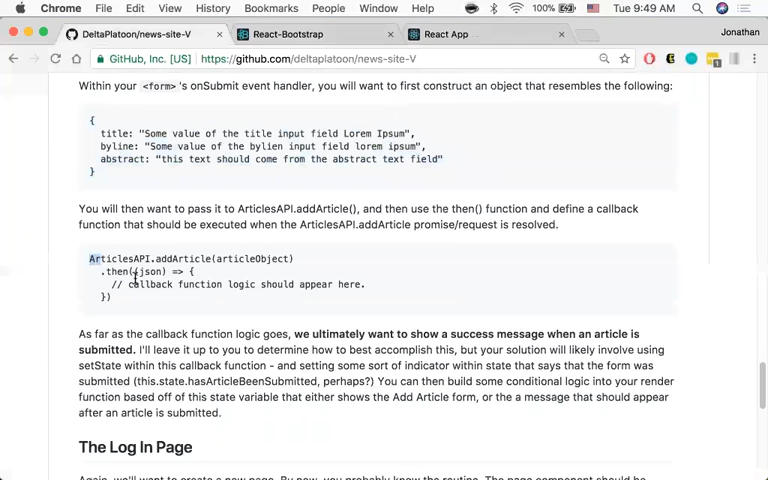 Chrome File Edit View History Bookmarks People Window Help 100% Tue 9:49 AM
DeltaPlatoon/news-site-V × React-Bootstrap × React App × Jonathan
GitHub, Inc. [US] https://github.com/deltaplatoon/news-site-V
Within your <form>'s onSubmit event handler, you will want to first construct an object that resembles the following:
{
title: "Some value of the title input field Lorem Ipsum",
byline: "Some value of the bylien input field lorem ipsum",
abstract: "this text should come from the abstract text field"
}
You will then want to pass it to ArticlesAPI.addArticle(), and then use the then() function and define a callback
function that should be executed when the ArticlesAPI.addArticle promise/request is resolved.
ArticlesAPI.addArticle(articleObject)
.then((json) => {
// callback function logic should appear here.
})
As far as the callback function logic goes, we ultimately want to show a success message when an article is
submitted. I'll leave it up to you to determine how to best accomplish this, but your solution will likely involve using
setState within this callback function - and setting some sort of indicator within state that says that the form was
submitted (this.state.hasArticleBeenSubmitted, perhaps?) You can then build some conditional logic into your render
function based off of this state variable that either shows the Add Article form, or the a message that should appear
after an article is submitted.
The Log In Page
Again, we'll want to create a new page. By now, you probably know the routine. The page component should be